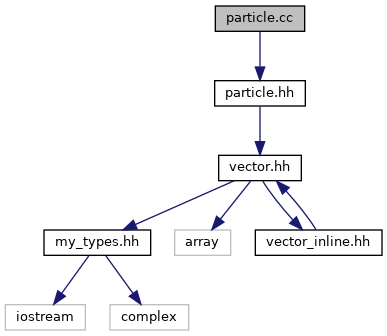 particle.cc
particle.hh
vector.hh
my_types.hh
array
vector_inline.hh
iostream
complex